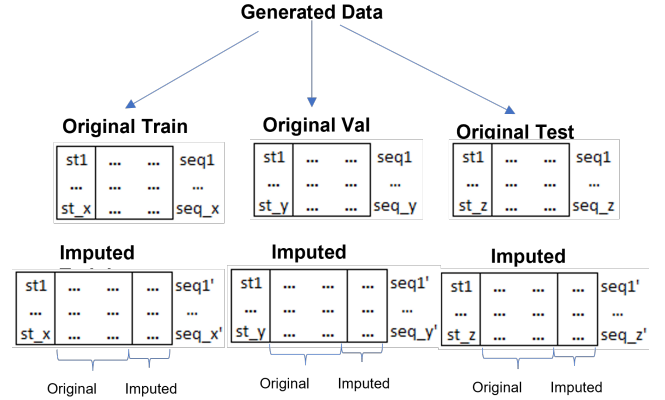 Generated Data
Original Train
Original Val
Original Test
st1 ... ... seq1
... ... ... ...
st_x ... ... seq_x
st1 ... ... seq1
... ... ... ...
st_y ... ... seq_y
st1 ... ... seq1
... ... ... ...
st_z ... ... seq_z
Imputed
Imputed
Imputed
st1 ... ... ... seq1'
... ... ... ... ...
st_x ... ... ... seq_x'
st1 ... ... ... seq1'
... ... ... ... ...
st_y ... ... ... seq_y'
st1 ... ... ... seq1'
... ... ... ... ...
st_z ... ... ... seq_z'
Original Imputed
Original Imputed
Original Imputed